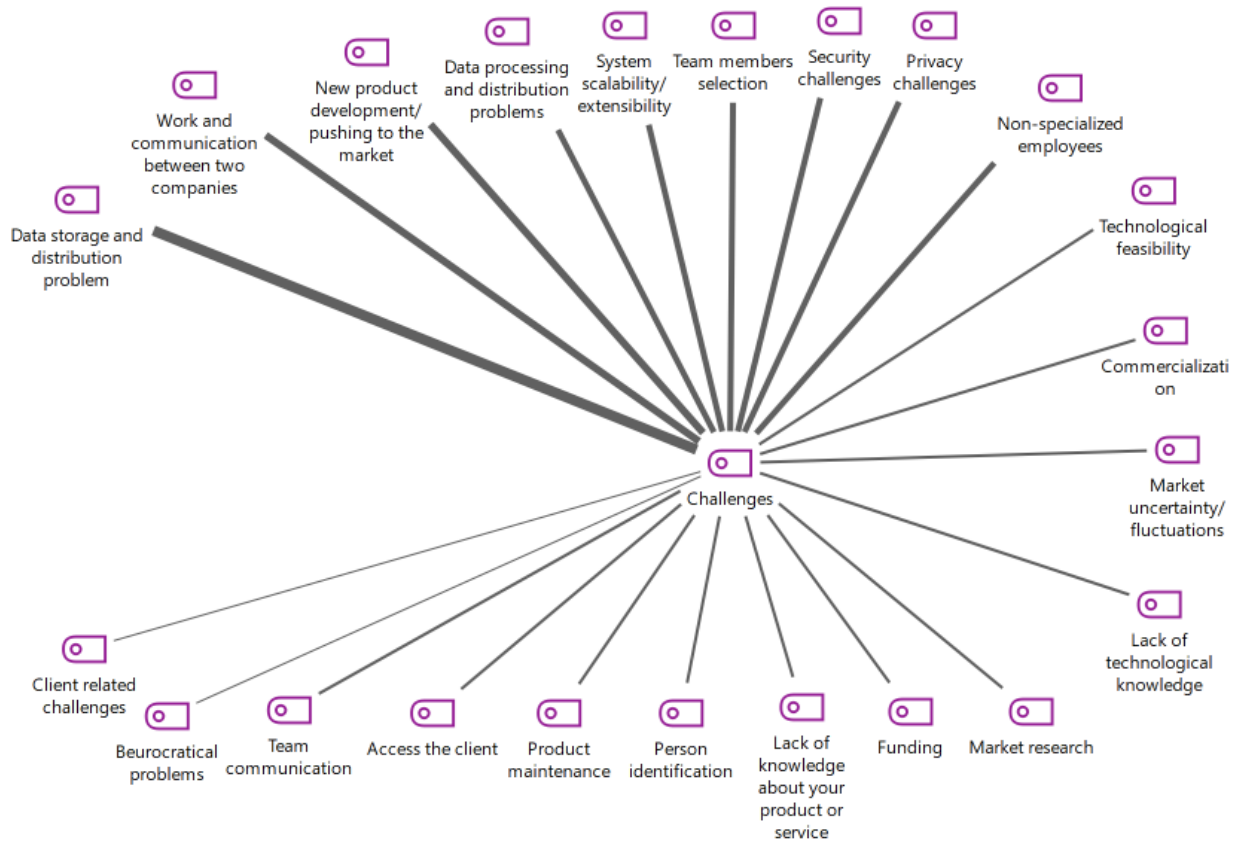 Data storage and
distribution
problem
Work and
communication
between two
companies
New product
development/
pushing to the
market
Data processing
and distribution
problems
System
scalability/
extensibility
Team members
selection
Security
challenges
Privacy
challenges
Non-specialized
employees
Technological
feasibility
Commercializati
on
Market
uncertainty/
fluctuations
Lack of
technological
knowledge
Challenges
Client related
challenges
Beurocratical
problems
Team
communication
Access the client
Product
maintenance
Person
identification
Lack of
knowledge
about your
product or
service
Funding
Market research